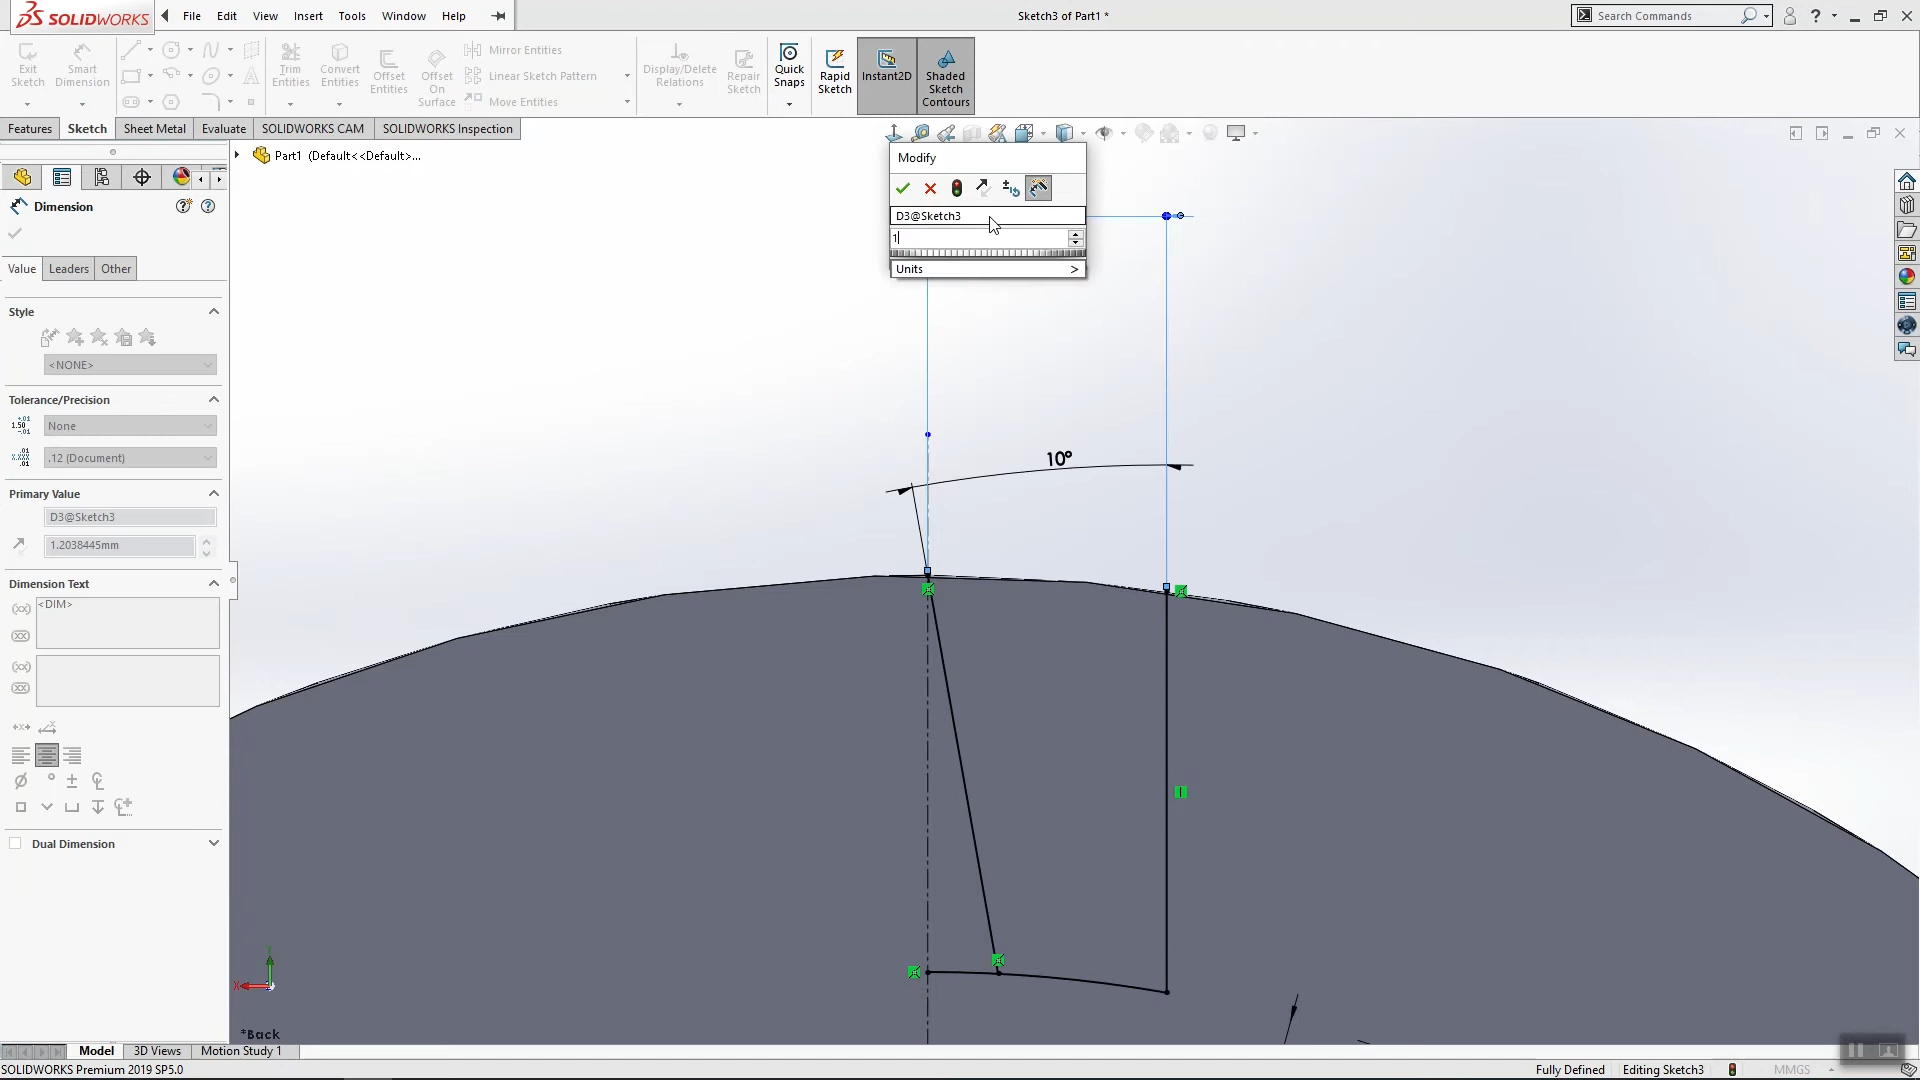 SOLIDWORKS
File Edit View Insert Tools Window Help
Sketch3 of Part1 *
Search Commands
Exit Sketch
Smart Dimension
Trim Entities
Convert Entities
Offset Entities
Offset On Surface
Mirror Entities
Linear Sketch Pattern
Move Entities
Display/Delete Relations
Repair Sketch
Quick Snaps
Rapid Sketch
Instant2D
Shaded Sketch Contours
Features Sketch Sheet Metal Evaluate SOLIDWORKS CAM SOLIDWORKS Inspection
Part1 (Default<<Default>...
Modify
D3@Sketch3
1
Units >
Dimension
Value Leaders Other
Style
<NONE>
Tolerance/Precision
None
.12 (Document)
Primary Value
D3@Sketch3
1.2038445mm
Dimension Text
<DIM>
Dual Dimension
10°
*Back
Model 3D Views Motion Study 1
SOLIDWORKS Premium 2019 SP5.0
Fully Defined Editing Sketch3 MMGS